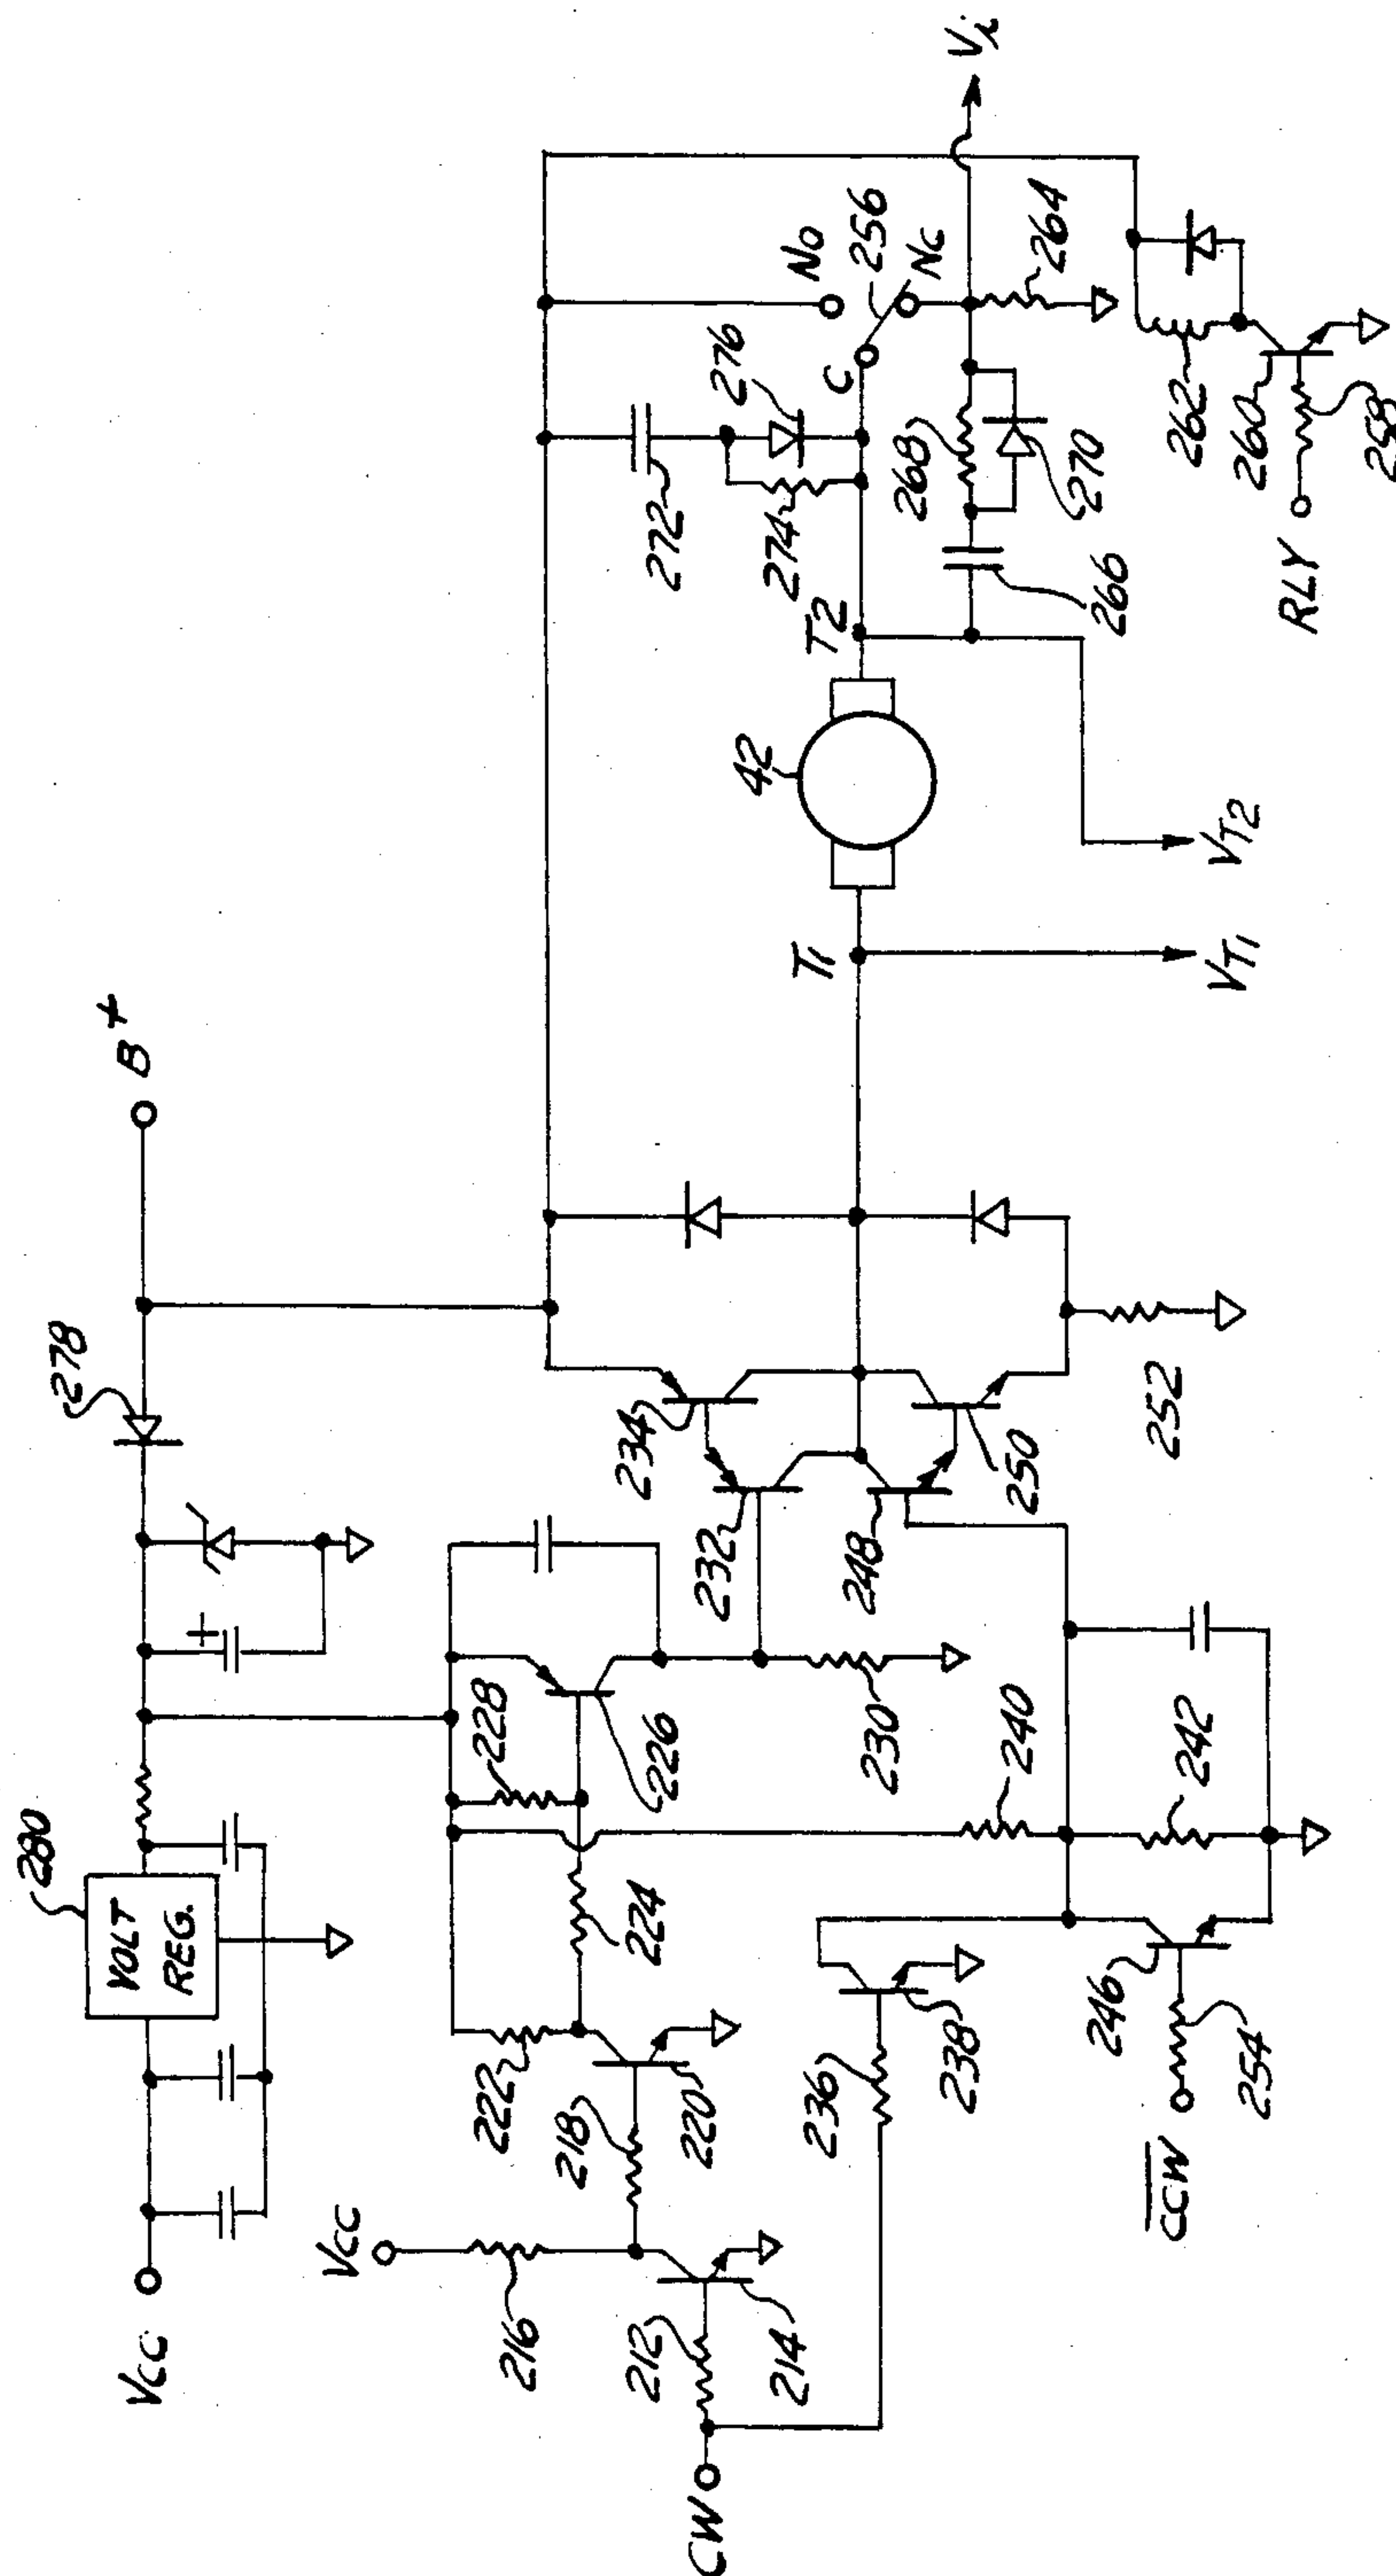 Vcc
280
VOLT
REG.
278
B+
Vcc
216
218
222
220
224
228
226
230
232
234
CW
212
214
236
238
240
242
CCW
254
246
248
250
252
T1
42
T2
VT1
VT2
272
274
276
C
No
256
Nc
Vi
264
268
270
266
262
260
258
RLY